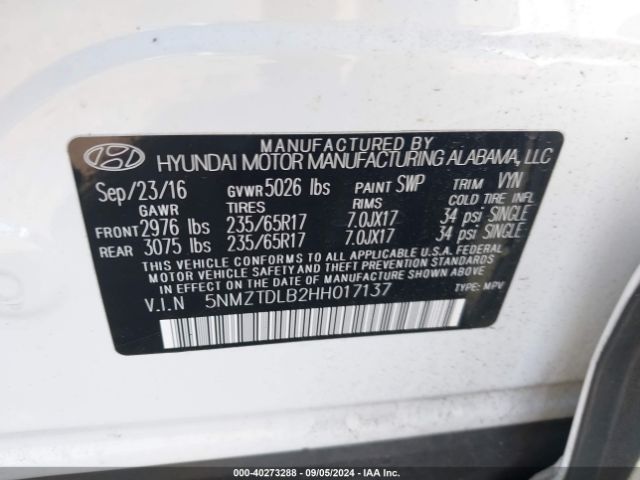 MANUFACTURED BY
HYUNDAI MOTOR MANUFACTURING ALABAMA, LLC
Sep/23/16 GVWR 5026 lbs PAINT SWP TRIM VYN
GAWR TIRES RIMS COLD TIRE INFL
FRONT 2976 lbs 235/65R17 7.0JX17 34 psi SINGLE
REAR 3075 lbs 235/65R17 7.0JX17 34 psi SINGLE
THIS VEHICLE CONFORMS TO ALL APPLICABLE U.S.A. FEDERAL
MOTOR VEHICLE SAFETY AND THEFT PREVENTION STANDARDS IN
EFFECT ON THE DATE OF MANUFACTURE SHOWN ABOVE.
V.I.N 5NMZTDLB2HH017137 TYPE: MPV
000-40273288 - 09/05/2024 - IAA Inc.